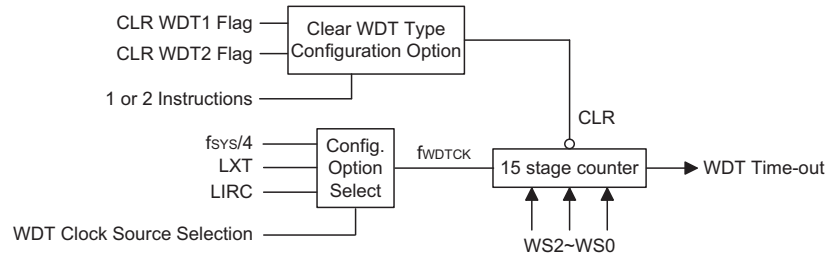 CLR WDT1 Flag
CLR WDT2 Flag
Clear WDT Type
Configuration Option
1 or 2 Instructions
CLR
fSYS/4
LXT
LIRC
Config.
Option
Select
fWDTCK
15 stage counter
WDT Time-out
WDT Clock Source Selection
WS2~WS0